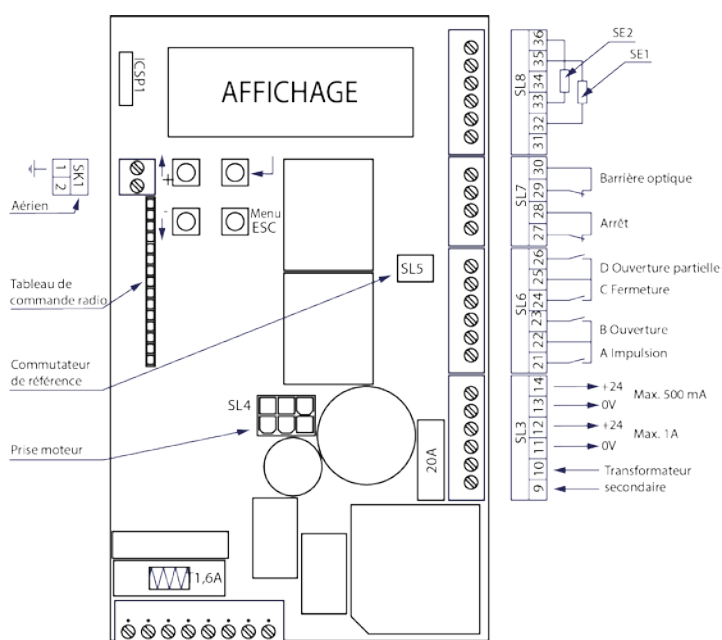 ICSP1
AFFICHAGE
SK1
1
2
Aérien
+
-
Menu
ESC
Tableau de
commande radio
SL5
Commutateur
de référence
SL4
Prise moteur
20A
T1,6A
SL8
36
35
34
33
32
31
SE2
SE1
SL7
30
29
28
27
Barrière optique
Arrêt
SL6
26
25
24
23
22
21
D Ouverture partielle
C Fermeture
B Ouverture
A Impulsion
SL3
14
13
12
11
10
9
+24
0V
Max. 500 mA
+24
0V
Max. 1A
Transformateur
secondaire